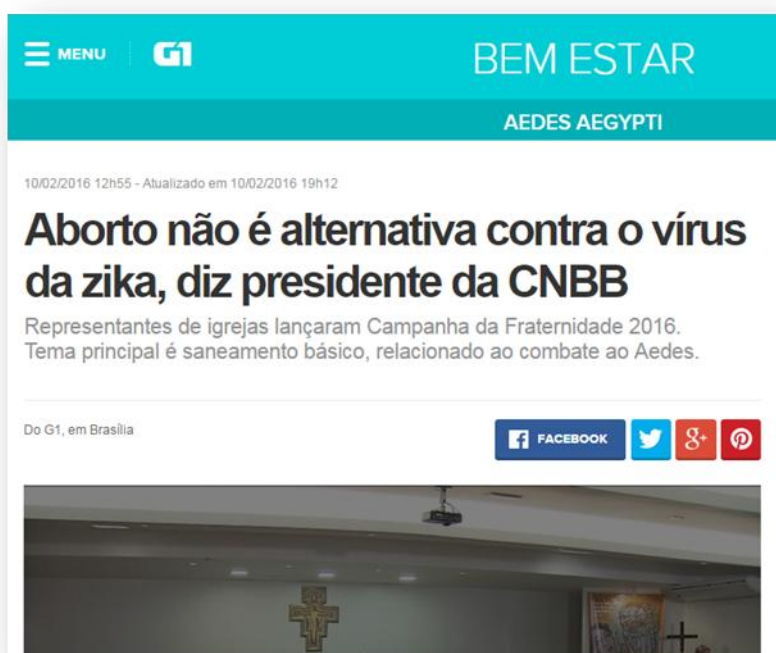 MENU G1 BEM ESTAR
AEDES AEGYPTI
10/02/2016 12h55 - Atualizado em 10/02/2016 19h12
Aborto não é alternativa contra o vírus
da zika, diz presidente da CNBB
Representantes de igrejas lançaram Campanha da Fraternidade 2016.
Tema principal é saneamento básico, relacionado ao combate ao Aedes.
Do G1, em Brasília
FACEBOOK